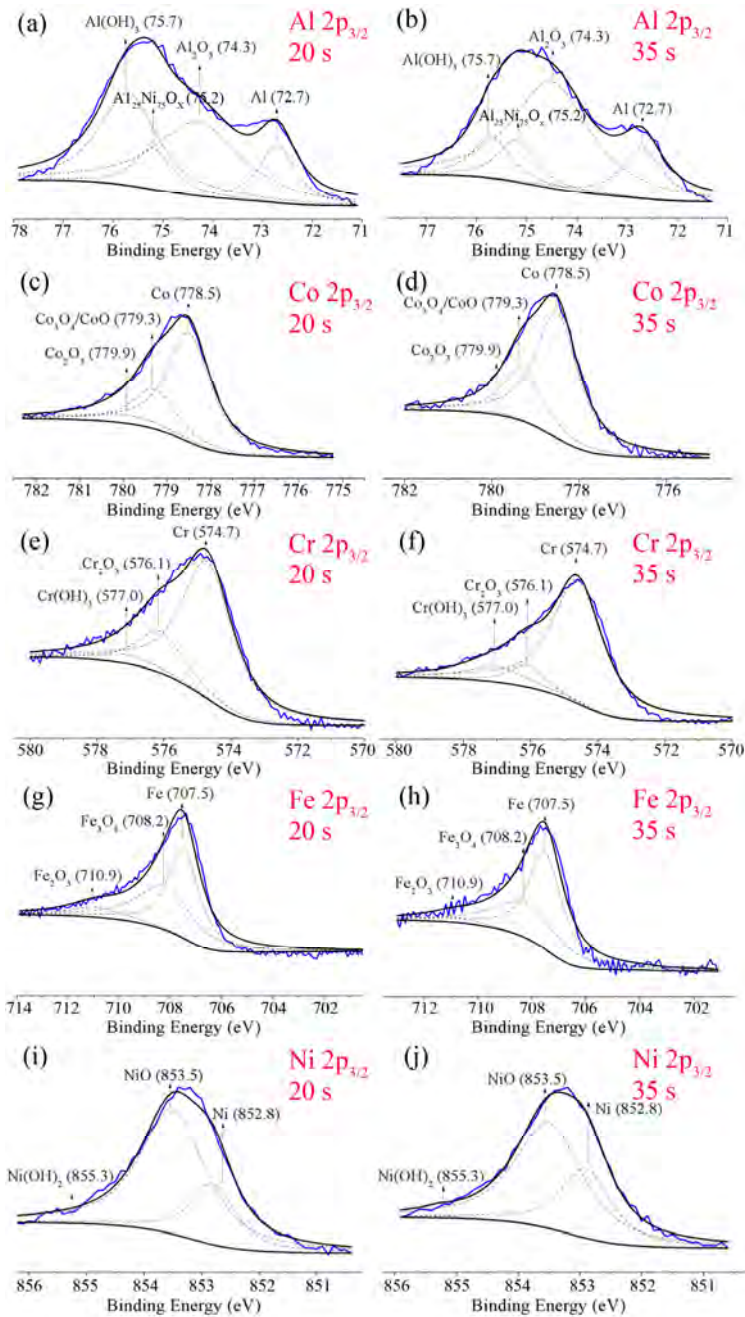 (a)
Al 2p3/2
20 s
Al(OH)3 (75.7)
Al2O3 (74.3)
Al25Ni75OX (75.2)
Al (72.7)
78 77 76 75 74 73 72 71
Binding Energy (eV)
(b)
Al 2p3/2
35 s
Al2O3 (74.3)
Al(OH)3 (75.7)
Al25Ni75Ox (75.2)
Al (72.7)
77 76 75 74 73 72 71
Binding Energy (eV)
(c)
Co 2p3/2
20 s
Co (778.5)
Co3O4/CoO (779.3)
Co2O3 (779.9)
782 781 780 779 778 777 776 775
Binding Energy (eV)
(d)
Co 2p3/2
35 s
Co (778.5)
Co3O4/CoO (779.3)
Co2O3 (779.9)
782 780 778 776
Binding Energy (eV)
(e)
Cr 2p3/2
20 s
Cr (574.7)
Cr2O3 (576.1)
Cr(OH)3 (577.0)
580 578 576 574 572 570
Binding Energy (eV)
(f)
Cr 2p3/2
35 s
Cr (574.7)
Cr2O3 (576.1)
Cr(OH)3 (577.0)
580 578 576 574 572 570
Binding Energy (eV)
(g)
Fe 2p3/2
20 s
Fe (707.5)
Fe3O4 (708.2)
Fe2O3 (710.9)
714 712 710 708 706 704 702
Binding Energy (eV)
(h)
Fe 2p3/2
35 s
Fe (707.5)
Fe3O4 (708.2)
Fe2O3 (710.9)
712 710 708 706 704 702
Binding Energy (eV)
(i)
Ni 2p3/2
20 s
NiO (853.5)
Ni (852.8)
Ni(OH)2 (855.3)
856 855 854 853 852 851
Binding Energy (eV)
(j)
Ni 2p3/2
35 s
NiO (853.5)
Ni (852.8)
Ni(OH)2 (855.3)
856 855 854 853 852 851
Binding Energy (eV)